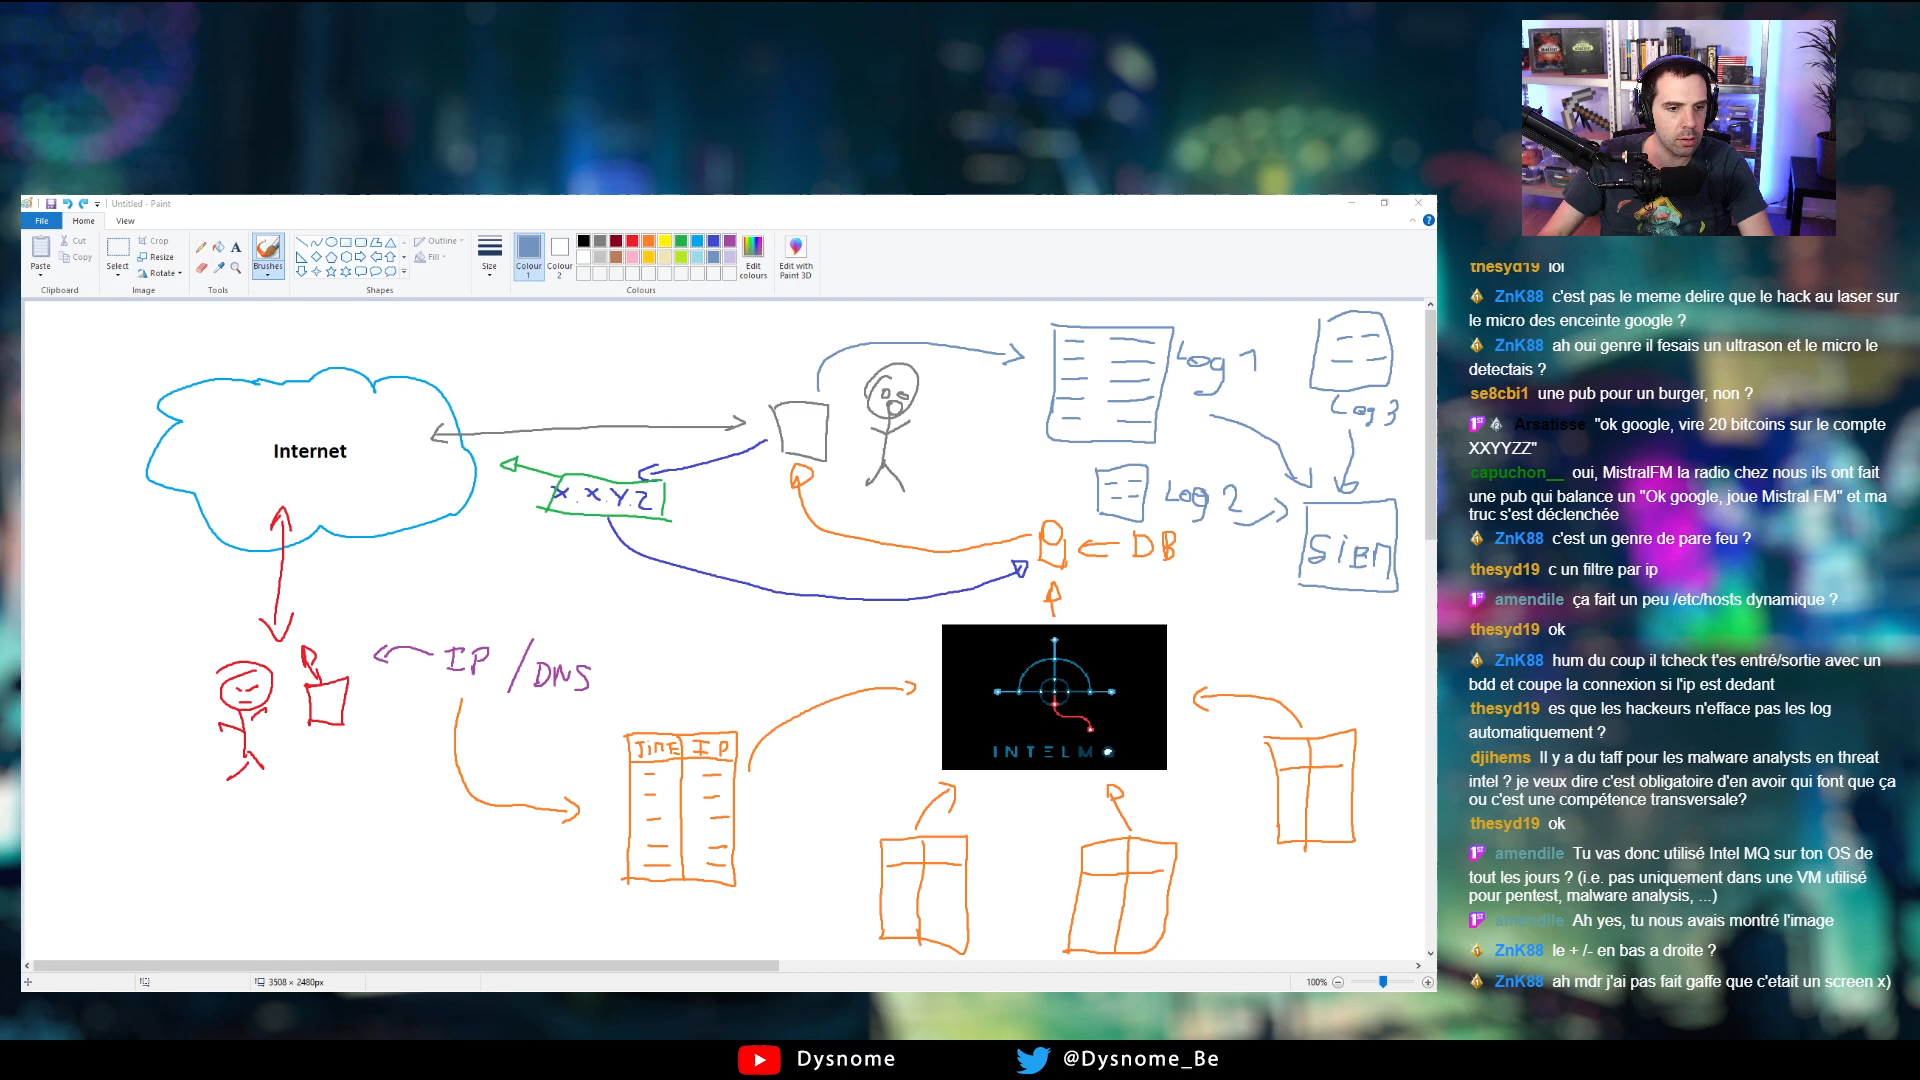 Untitled - Paint
File Home View
Paste
Cut
Copy
Clipboard
Select
Crop
Resize
Rotate
Image
Tools
Brushes
Shapes
Outline
Fill
Size
Colour 1
Colour 2
Colours
Edit colours
Edit with Paint 3D
Internet
X.X.Y.Z
Log 1
Log 2
Log 3
SIEM
DB
IP / DNS
TIME IP
INTELMQ
3508 × 2480px
100%
thesyd19 lol
ZnK88 c'est pas le meme delire que le hack au laser sur
le micro des enceinte google ?
ZnK88 ah oui genre il fesais un ultrason et le micro le
detectais ?
se8cbi1 une pub pour un burger, non ?
Arsatisse "ok google, vire 20 bitcoins sur le compte
XXYYZZ"
capuchon__ oui, MistralFM la radio chez nous ils ont fait
une pub qui balance un "Ok google, joue Mistral FM" et ma
truc s'est déclenchée
ZnK88 c'est un genre de pare feu ?
thesyd19 c un filtre par ip
amendile ça fait un peu /etc/hosts dynamique ?
thesyd19 ok
ZnK88 hum du coup il tcheck t'es entré/sortie avec un
bdd et coupe la connexion si l'ip est dedant
thesyd19 es que les hackeurs n'efface pas les log
automatiquement ?
djihems Il y a du taff pour les malware analysts en threat
intel ? je veux dire c'est obligatoire d'en avoir qui font que ça
ou c'est une compétence transversale?
thesyd19 ok
amendile Tu vas donc utilisé Intel MQ sur ton OS de
tout les jours ? (i.e. pas uniquement dans une VM utilisé
pour pentest, malware analysis, ...)
amendile Ah yes, tu nous avais montré l'image
ZnK88 le + /- en bas a droite ?
ZnK88 ah mdr j'ai pas fait gaffe que c'etait un screen x)
Dysnome
@Dysnome_Be